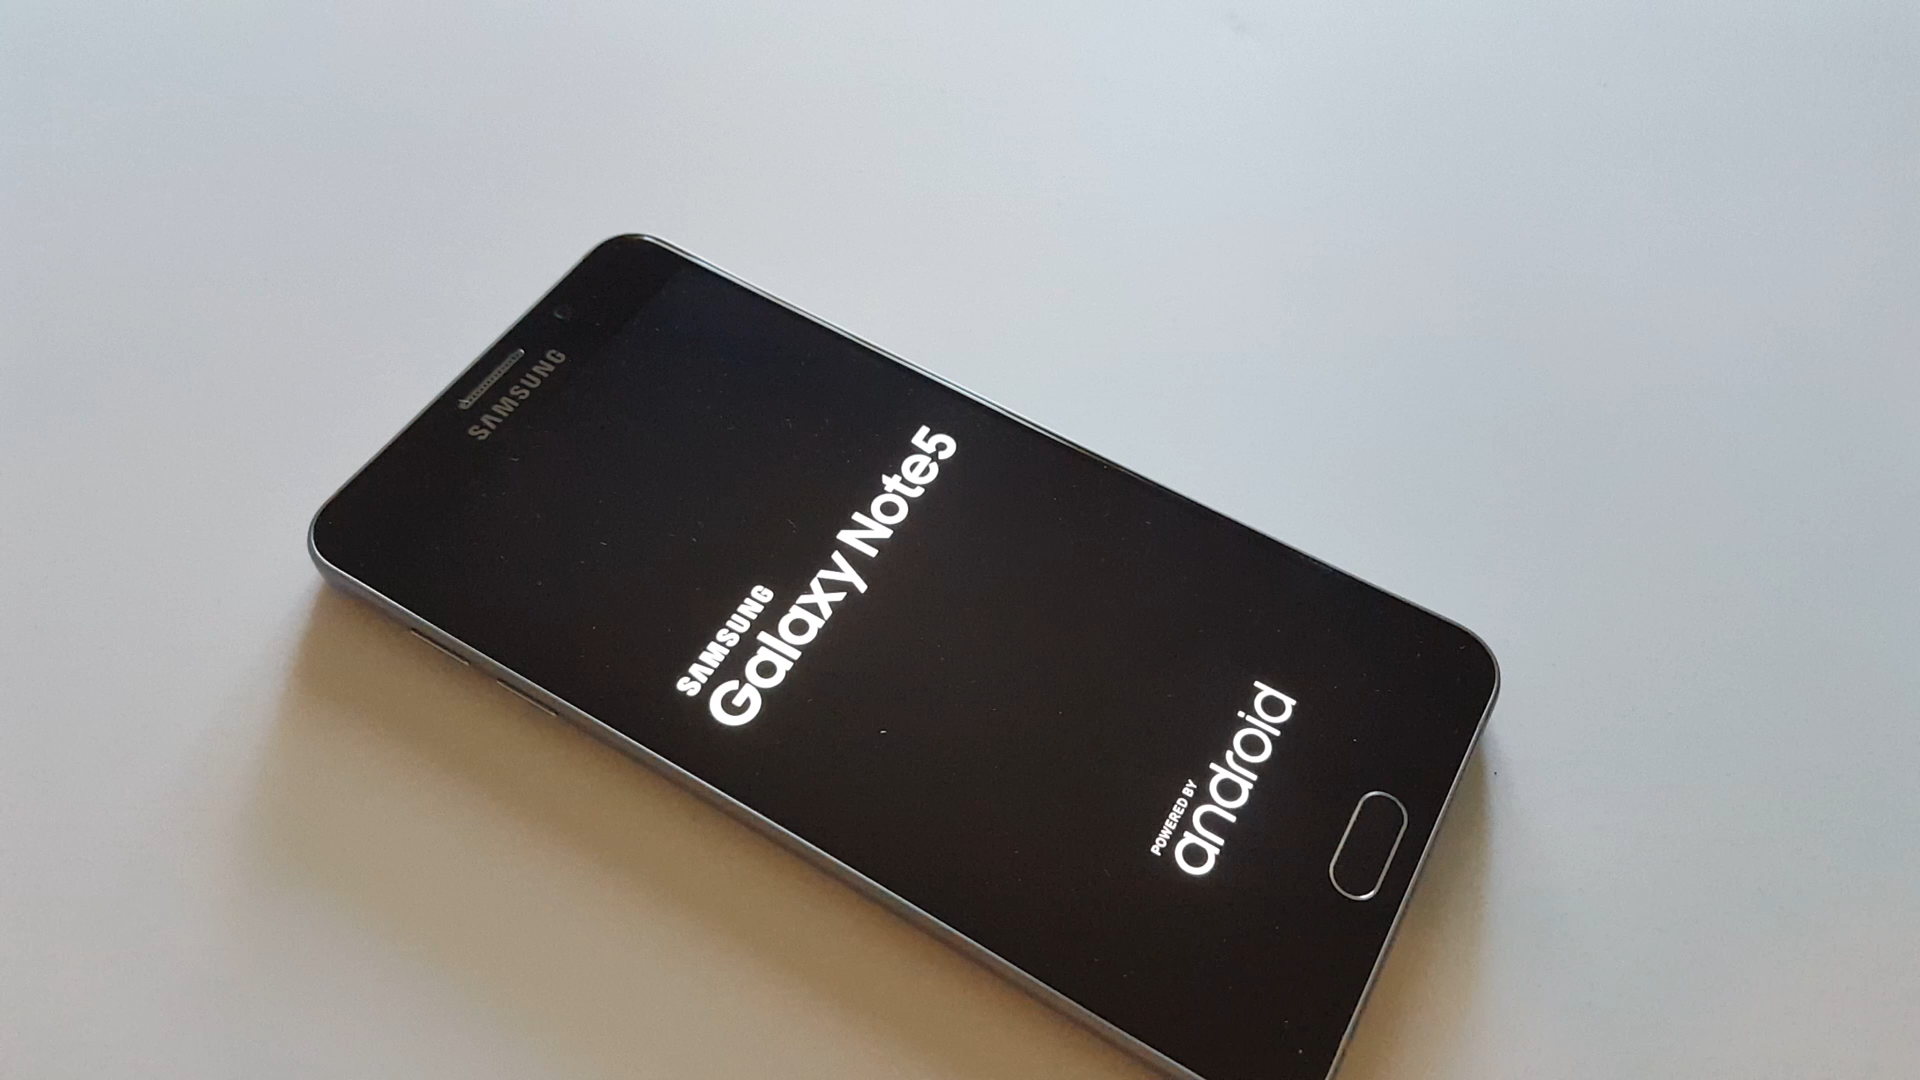 SAMSUNG
SAMSUNG
Galaxy Note5
POWERED BY
android